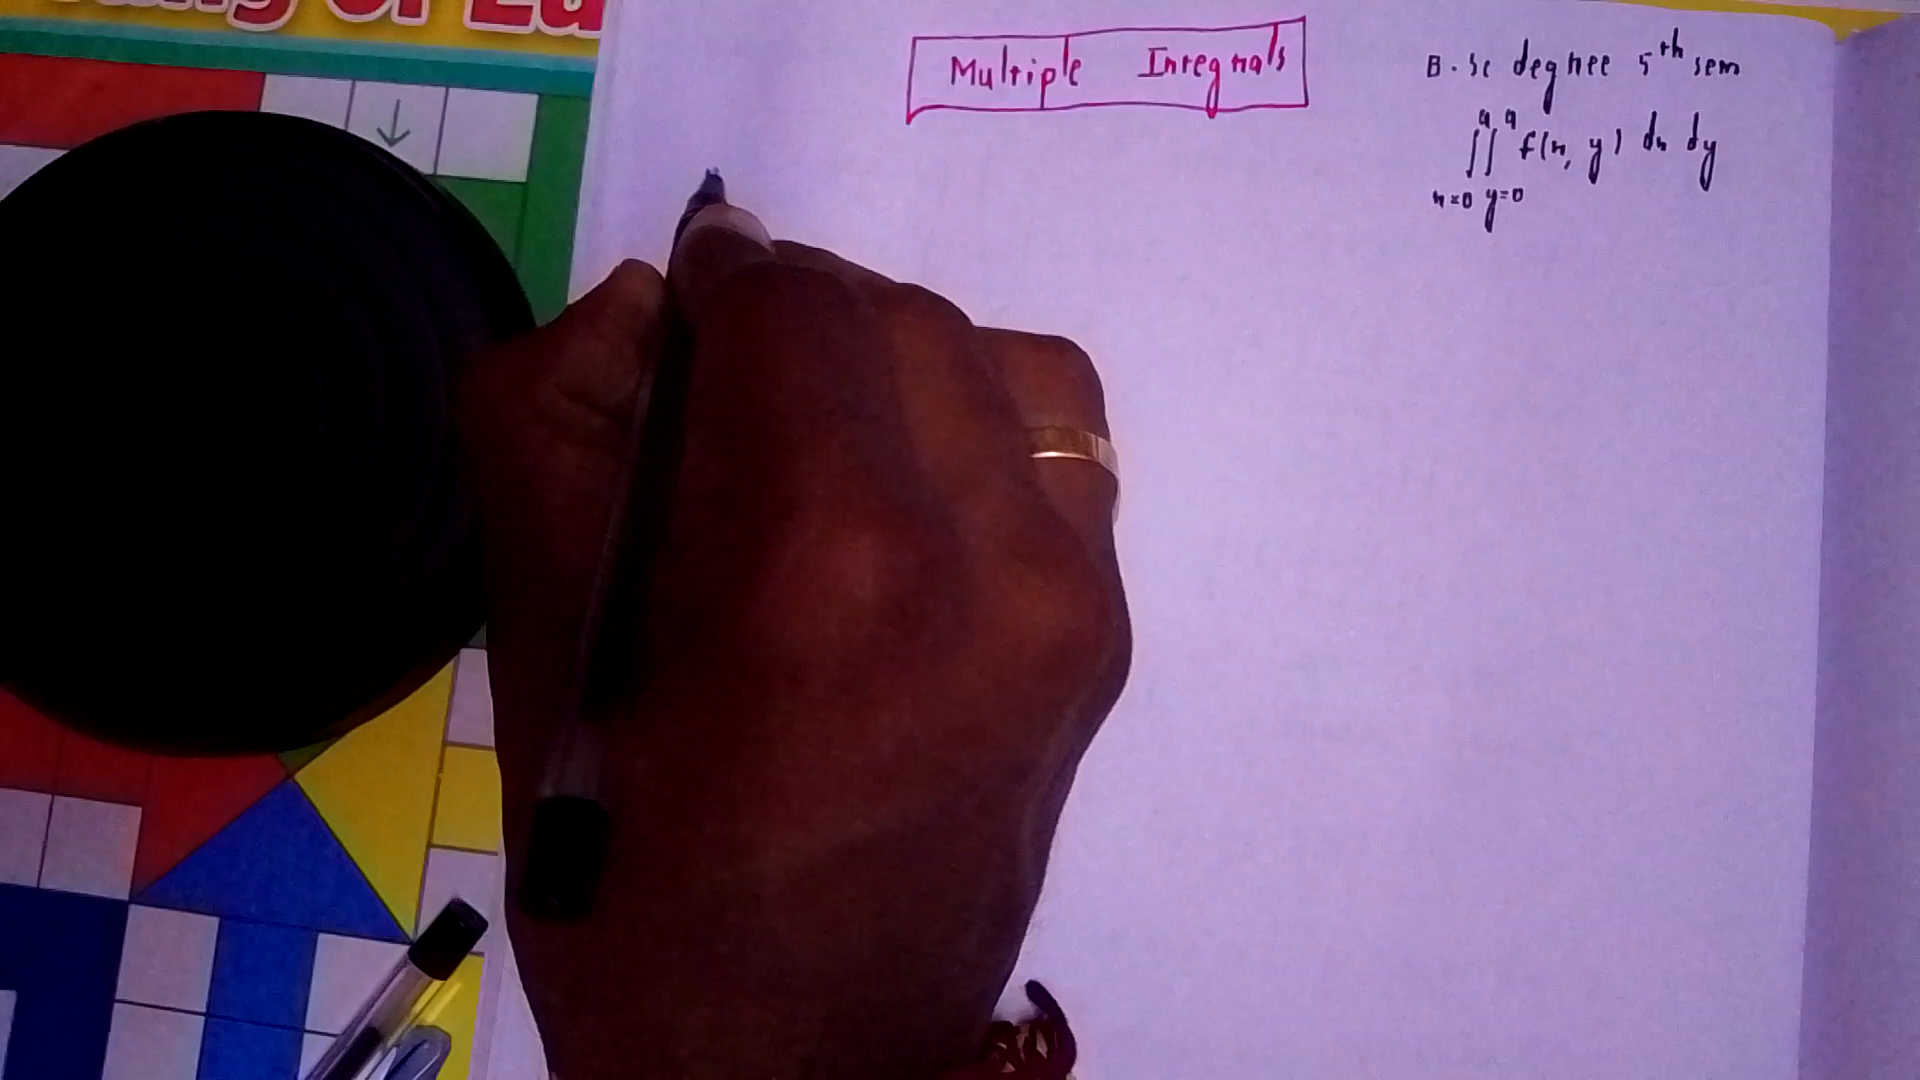 Multiple Integrals
B.Sc degree 5th sem
∫∫ᵃ ᵃ f(x, y) dx dy
x=0 y=0